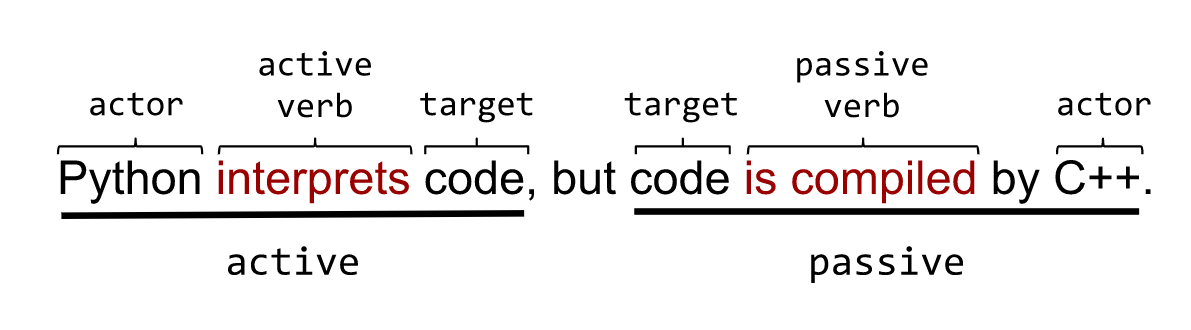 active passive
actor verb target target verb actor
Python interprets code, but code is compiled by C++.
active passive